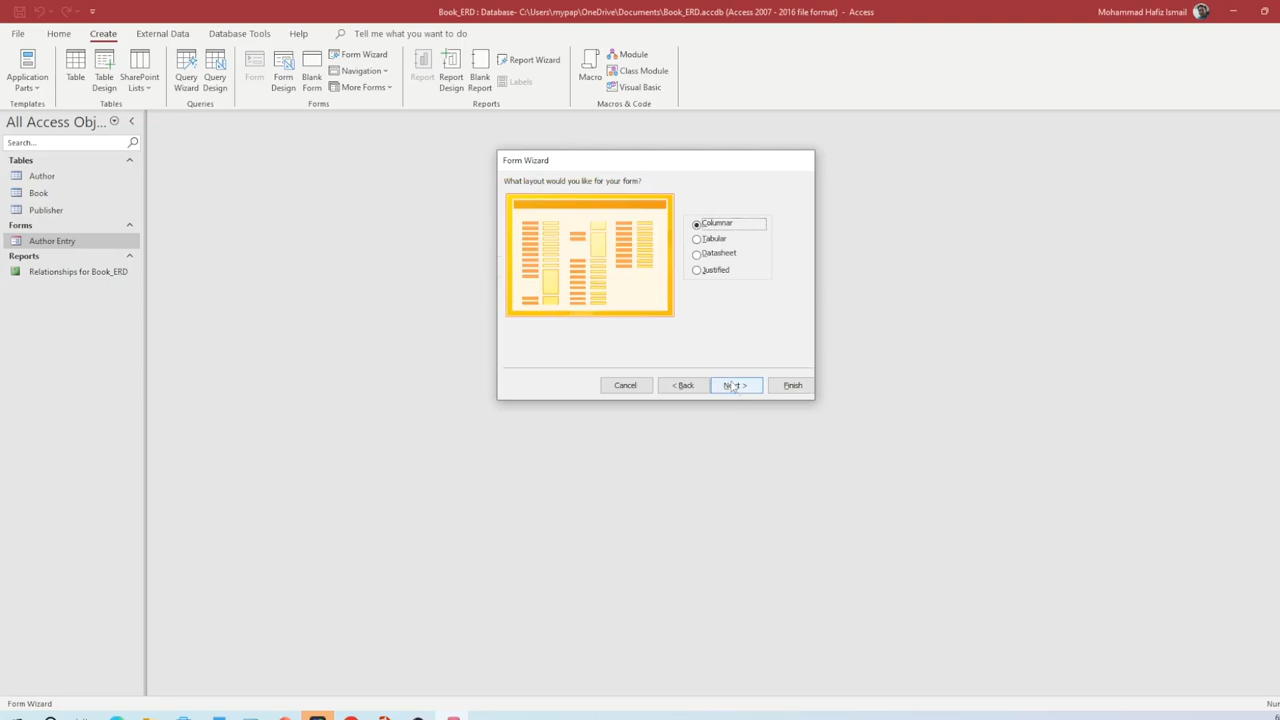 Book_ERD : Database- C:\Users\mypap\OneDrive\Documents\Book_ERD.accdb (Access 2007 - 2016 file format) - Access
Mohammad Hafiz Ismail
File Home Create External Data Database Tools Help Tell me what you want to do
Application Parts
Table
Table Design
SharePoint Lists
Query Wizard
Query Design
Form
Form Design
Blank Form
Form Wizard
Navigation
More Forms
Report
Report Design
Blank Report
Report Wizard
Labels
Macro
Module
Class Module
Visual Basic
Templates Tables Queries Forms Reports Macros & Code
All Access Obj...
Search...
Tables
Author
Book
Publisher
Forms
Author Entry
Reports
Relationships for Book_ERD
Form Wizard
What layout would you like for your form?
Columnar
Tabular
Datasheet
Justified
Cancel < Back Next > Finish
Form Wizard